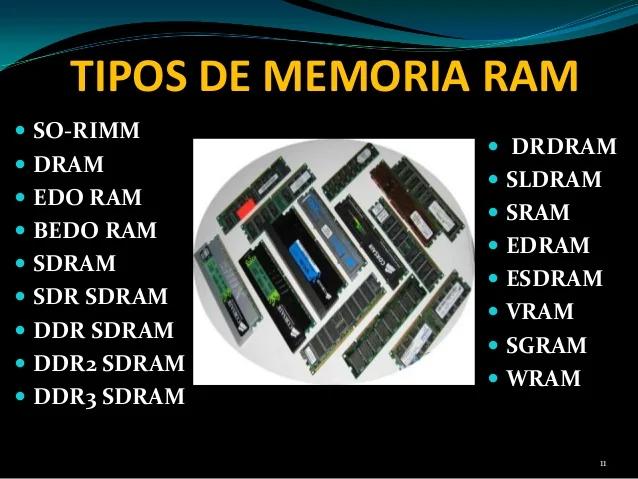 TIPOS DE MEMORIA RAM
• SO-RIMM
• DRAM
• EDO RAM
• BEDO RAM
• SDRAM
• SDR SDRAM
• DDR SDRAM
• DDR2 SDRAM
• DDR3 SDRAM
• DRDRAM
• SLDRAM
• SRAM
• EDRAM
• ESDRAM
• VRAM
• SGRAM
• WRAM
CORSAIR
11